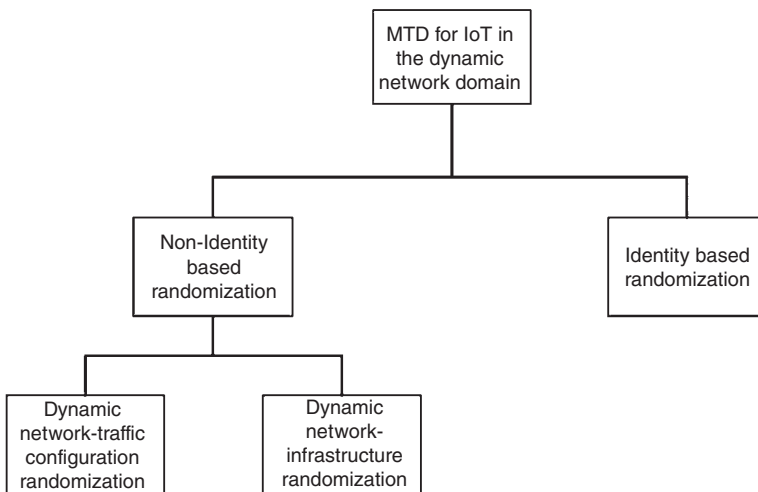 MTD for IoT in
the dynamic
network domain
Non-Identity
based
randomization
Identity based
randomization
Dynamic
network-traffic
configuration
randomization
Dynamic
network-
infrastructure
randomization